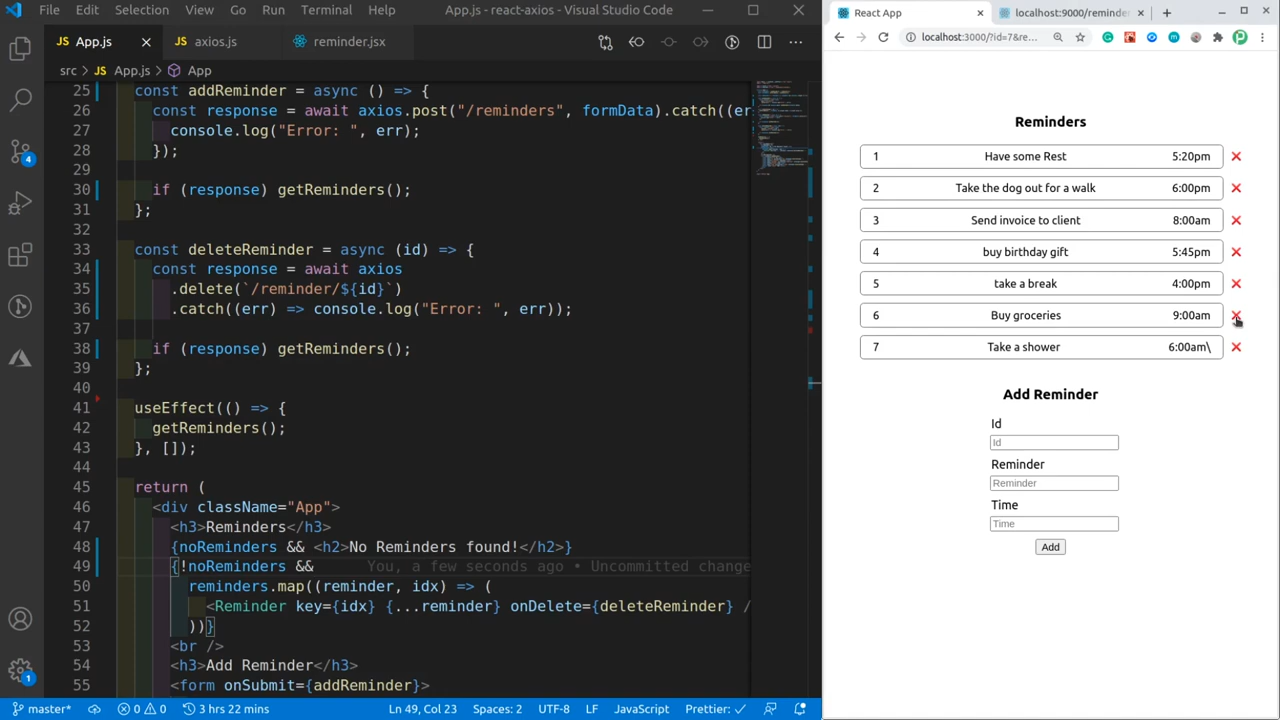 File Edit Selection View Go Run Terminal Help App.js - react-axios - Visual Studio Code
JS App.js
JS axios.js
reminder.jsx
src > JS App.js > App
25 const addReminder = async () => {
26 const response = await axios.post("/reminders", formData).catch((er
27 console.log("Error: ", err);
28 });
29
30 if (response) getReminders();
31 };
32
33 const deleteReminder = async (id) => {
34 const response = await axios
35 .delete(`/reminder/${id}`)
36 .catch((err) => console.log("Error: ", err));
37
38 if (response) getReminders();
39 };
40
41 useEffect(() => {
42 getReminders();
43 }, []);
44
45 return (
46 <div className="App">
47 <h3>Reminders</h3>
48 {noReminders && <h2>No Reminders found!</h2>}
49 {!noReminders && You, a few seconds ago • Uncommitted change
50 reminders.map((reminder, idx) => (
51 <Reminder key={idx} {...reminder} onDelete={deleteReminder} /
52 ))}
53 <br />
54 <h3>Add Reminder</h3>
55 <form onSubmit={addReminder}>
4
1
master* 0 0 3 hrs 22 mins Ln 49, Col 23 Spaces: 2 UTF-8 LF JavaScript Prettier: ✓
React App
localhost:9000/reminder
localhost:3000/?id=7&re...
Reminders
1 Have some Rest 5:20pm
2 Take the dog out for a walk 6:00pm
3 Send invoice to client 8:00am
4 buy birthday gift 5:45pm
5 take a break 4:00pm
6 Buy groceries 9:00am
7 Take a shower 6:00am\
Add Reminder
Id
Id
Reminder
Reminder
Time
Time
Add